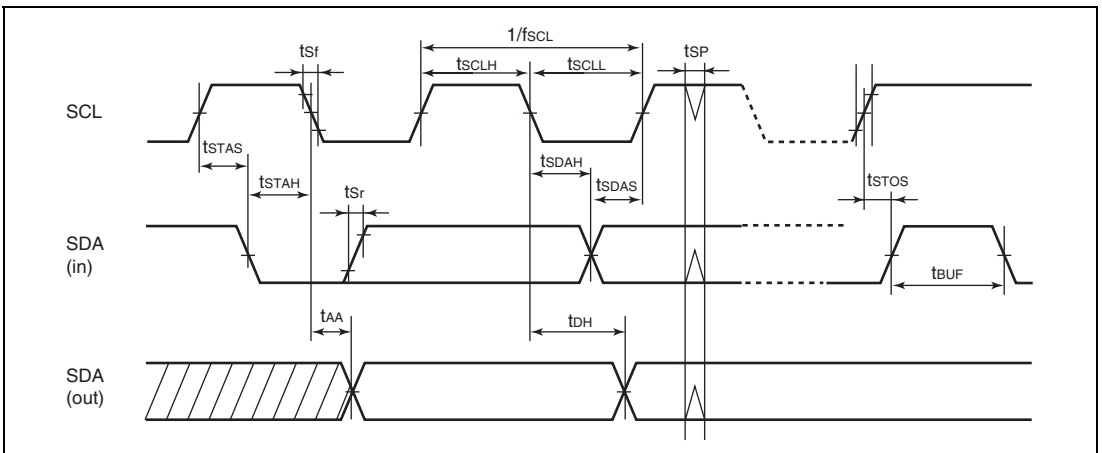 1/fSCL
tSf
tSP
tSCLH
tSCLL
SCL
tSTAS
tSDAH
tSTAH
tSr
tSDAS
tSTOS
SDA
(in)
tBUF
tAA
tDH
SDA
(out)